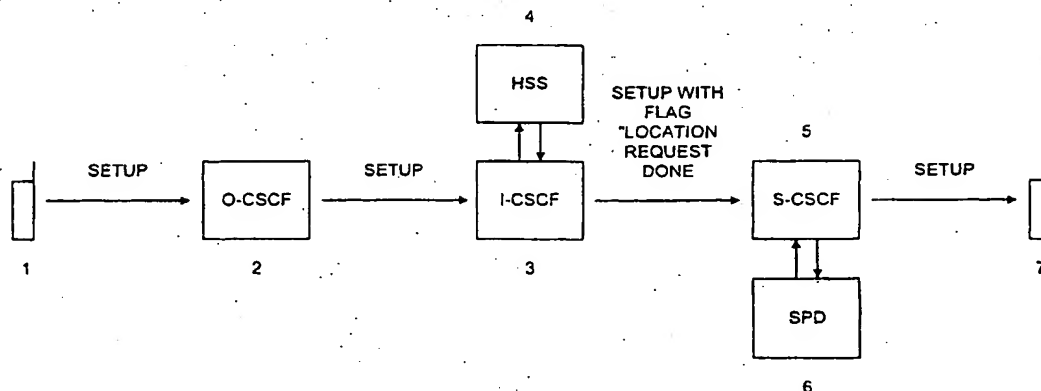 4
HSS
SETUP WITH
FLAG
"LOCATION
REQUEST
DONE
5
SETUP
O-CSCF
SETUP
I-CSCF
S-CSCF
SETUP
1
2
3
7
SPD
6